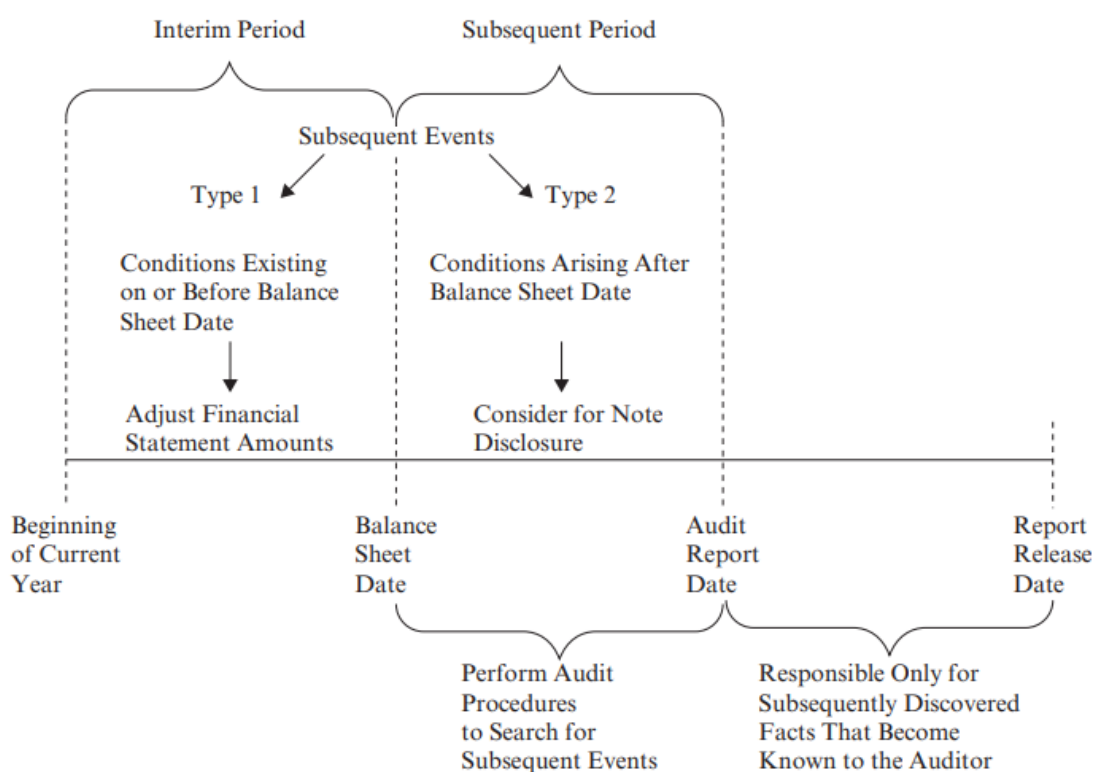 Interim Period
Subsequent Period
Subsequent Events
Type 1
Type 2
Conditions Existing
on or Before Balance
Sheet Date
Conditions Arising After
Balance Sheet Date
Adjust Financial
Statement Amounts
Consider for Note
Disclosure
Beginning
of Current
Year
Balance
Sheet
Date
Audit
Report
Date
Report
Release
Date
Perform Audit
Procedures
to Search for
Subsequent Events
Responsible Only for
Subsequently Discovered
Facts That Become
Known to the Auditor